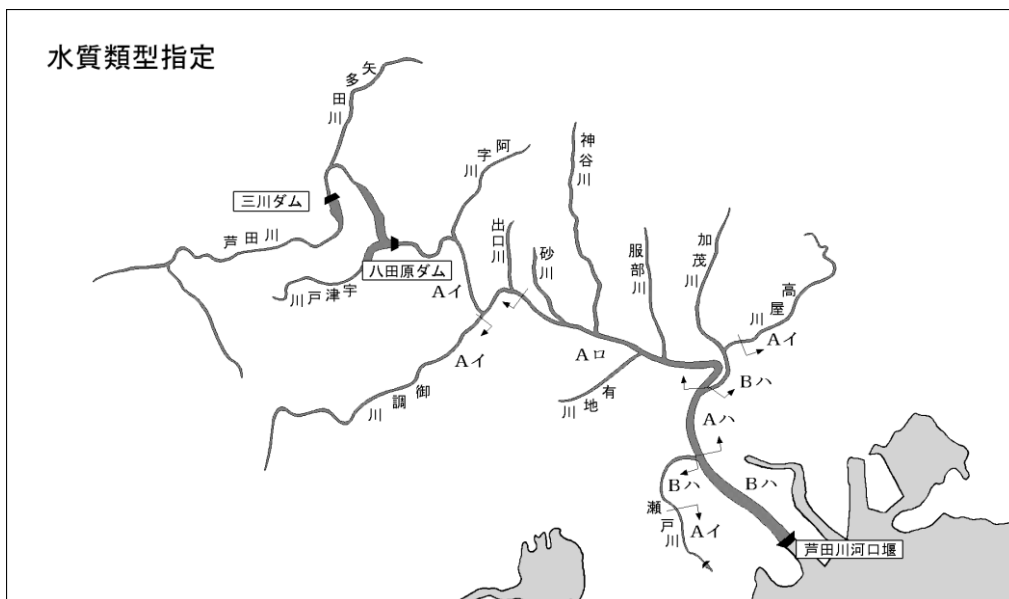 水質類型指定
矢多田川
阿字川
神谷川
三川ダム
芦田川
出口川
砂川
服部川
加茂川
高屋川
八田原ダム
宇津戸川
Aイ
Aイ
Aイ
Aロ
Bハ
御調川
有地川
Aハ
Bハ
Bハ
瀬戸川
Aイ
芦田川河口堰